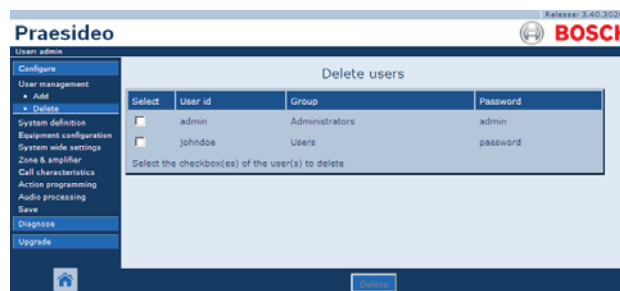 Release: 3.40.302
Praesideo
BOSCH
User: admin
Configure
User management
• Add
• Delete
System definition
Equipment configuration
System wide settings
Zone & amplifier
Call characteristics
Action programming
Audio processing
Save
Diagnose
Upgrade
Delete users
Select User id Group Password
admin Administrators admin
johndoe Users password
Select the checkbox(es) of the user(s) to delete
Delete